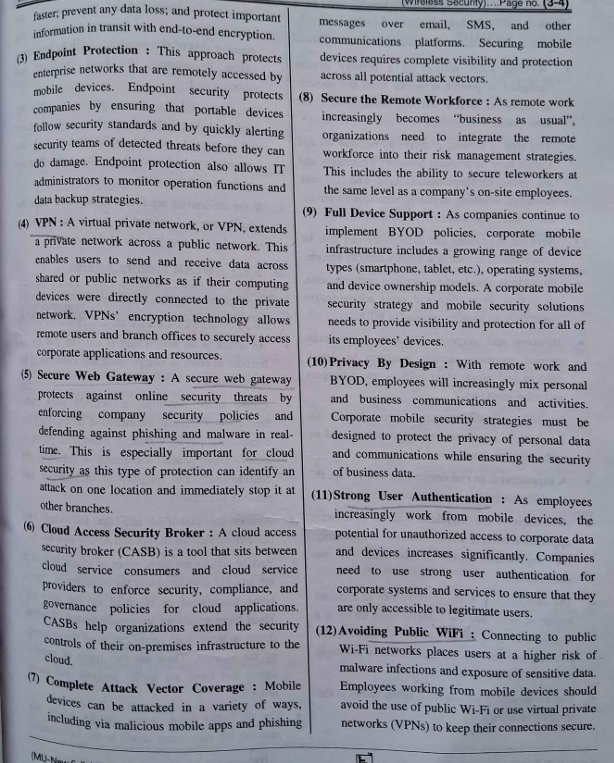 (Wireless Security)....Page no. (3-4)
faster; prevent any data loss; and protect important
information in transit with end-to-end encryption.
(3) Endpoint Protection : This approach protects
enterprise networks that are remotely accessed by
mobile devices. Endpoint security protects
companies by ensuring that portable devices
follow security standards and by quickly alerting
security teams of detected threats before they can
do damage. Endpoint protection also allows IT
administrators to monitor operation functions and
data backup strategies.
(4) VPN : A virtual private network, or VPN, extends
a private network across a public network. This
enables users to send and receive data across
shared or public networks as if their computing
devices were directly connected to the private
network. VPNs' encryption technology allows
remote users and branch offices to securely access
corporate applications and resources.
(5) Secure Web Gateway : A secure web gateway
protects against online security threats by
enforcing company security policies and
defending against phishing and malware in real-
time. This is especially important for cloud
security as this type of protection can identify an
attack on one location and immediately stop it at
other branches.
(6) Cloud Access Security Broker : A cloud access
security broker (CASB) is a tool that sits between
cloud service consumers and cloud service
providers to enforce security, compliance, and
governance policies for cloud applications.
CASBs help organizations extend the security
controls of their on-premises infrastructure to the
cloud.
(7) Complete Attack Vector Coverage : Mobile
devices can be attacked in a variety of ways,
including via malicious mobile apps and phishing
messages over email, SMS, and other
communications platforms. Securing mobile
devices requires complete visibility and protection
across all potential attack vectors.
(8) Secure the Remote Workforce : As remote work
increasingly becomes "business as usual",
organizations need to integrate the remote
workforce into their risk management strategies.
This includes the ability to secure teleworkers at
the same level as a company's on-site employees.
(9) Full Device Support : As companies continue to
implement BYOD policies, corporate mobile
infrastructure includes a growing range of device
types (smartphone, tablet, etc.), operating systems,
and device ownership models. A corporate mobile
security strategy and mobile security solutions
needs to provide visibility and protection for all of
its employees' devices.
(10) Privacy By Design : With remote work and
BYOD, employees will increasingly mix personal
and business communications and activities.
Corporate mobile security strategies must be
designed to protect the privacy of personal data
and communications while ensuring the security
of business data.
(11) Strong User Authentication : As employees
increasingly work from mobile devices, the
potential for unauthorized access to corporate data
and devices increases significantly. Companies
need to use strong user authentication for
corporate systems and services to ensure that they
are only accessible to legitimate users.
(12) Avoiding Public WiFi : Connecting to public
Wi-Fi networks places users at a higher risk of
malware infections and exposure of sensitive data.
Employees working from mobile devices should
avoid the use of public Wi-Fi or use virtual private
networks (VPNs) to keep their connections secure.
(MU-New